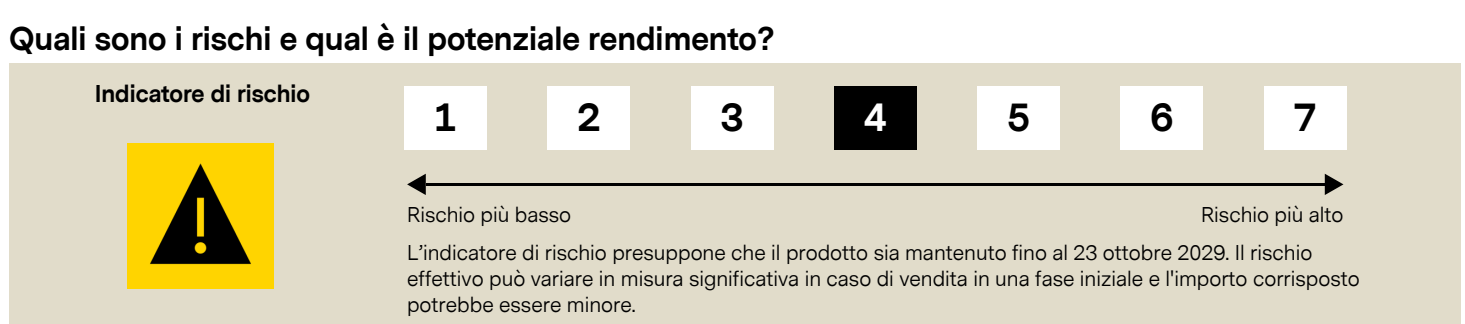 Quali sono i rischi e qual è il potenziale rendimento?
Indicatore di rischio
1 2 3 4 5 6 7
Rischio più basso Rischio più alto
L'indicatore di rischio presuppone che il prodotto sia mantenuto fino al 23 ottobre 2029. Il rischio
effettivo può variare in misura significativa in caso di vendita in una fase iniziale e l'importo corrisposto
potrebbe essere minore.